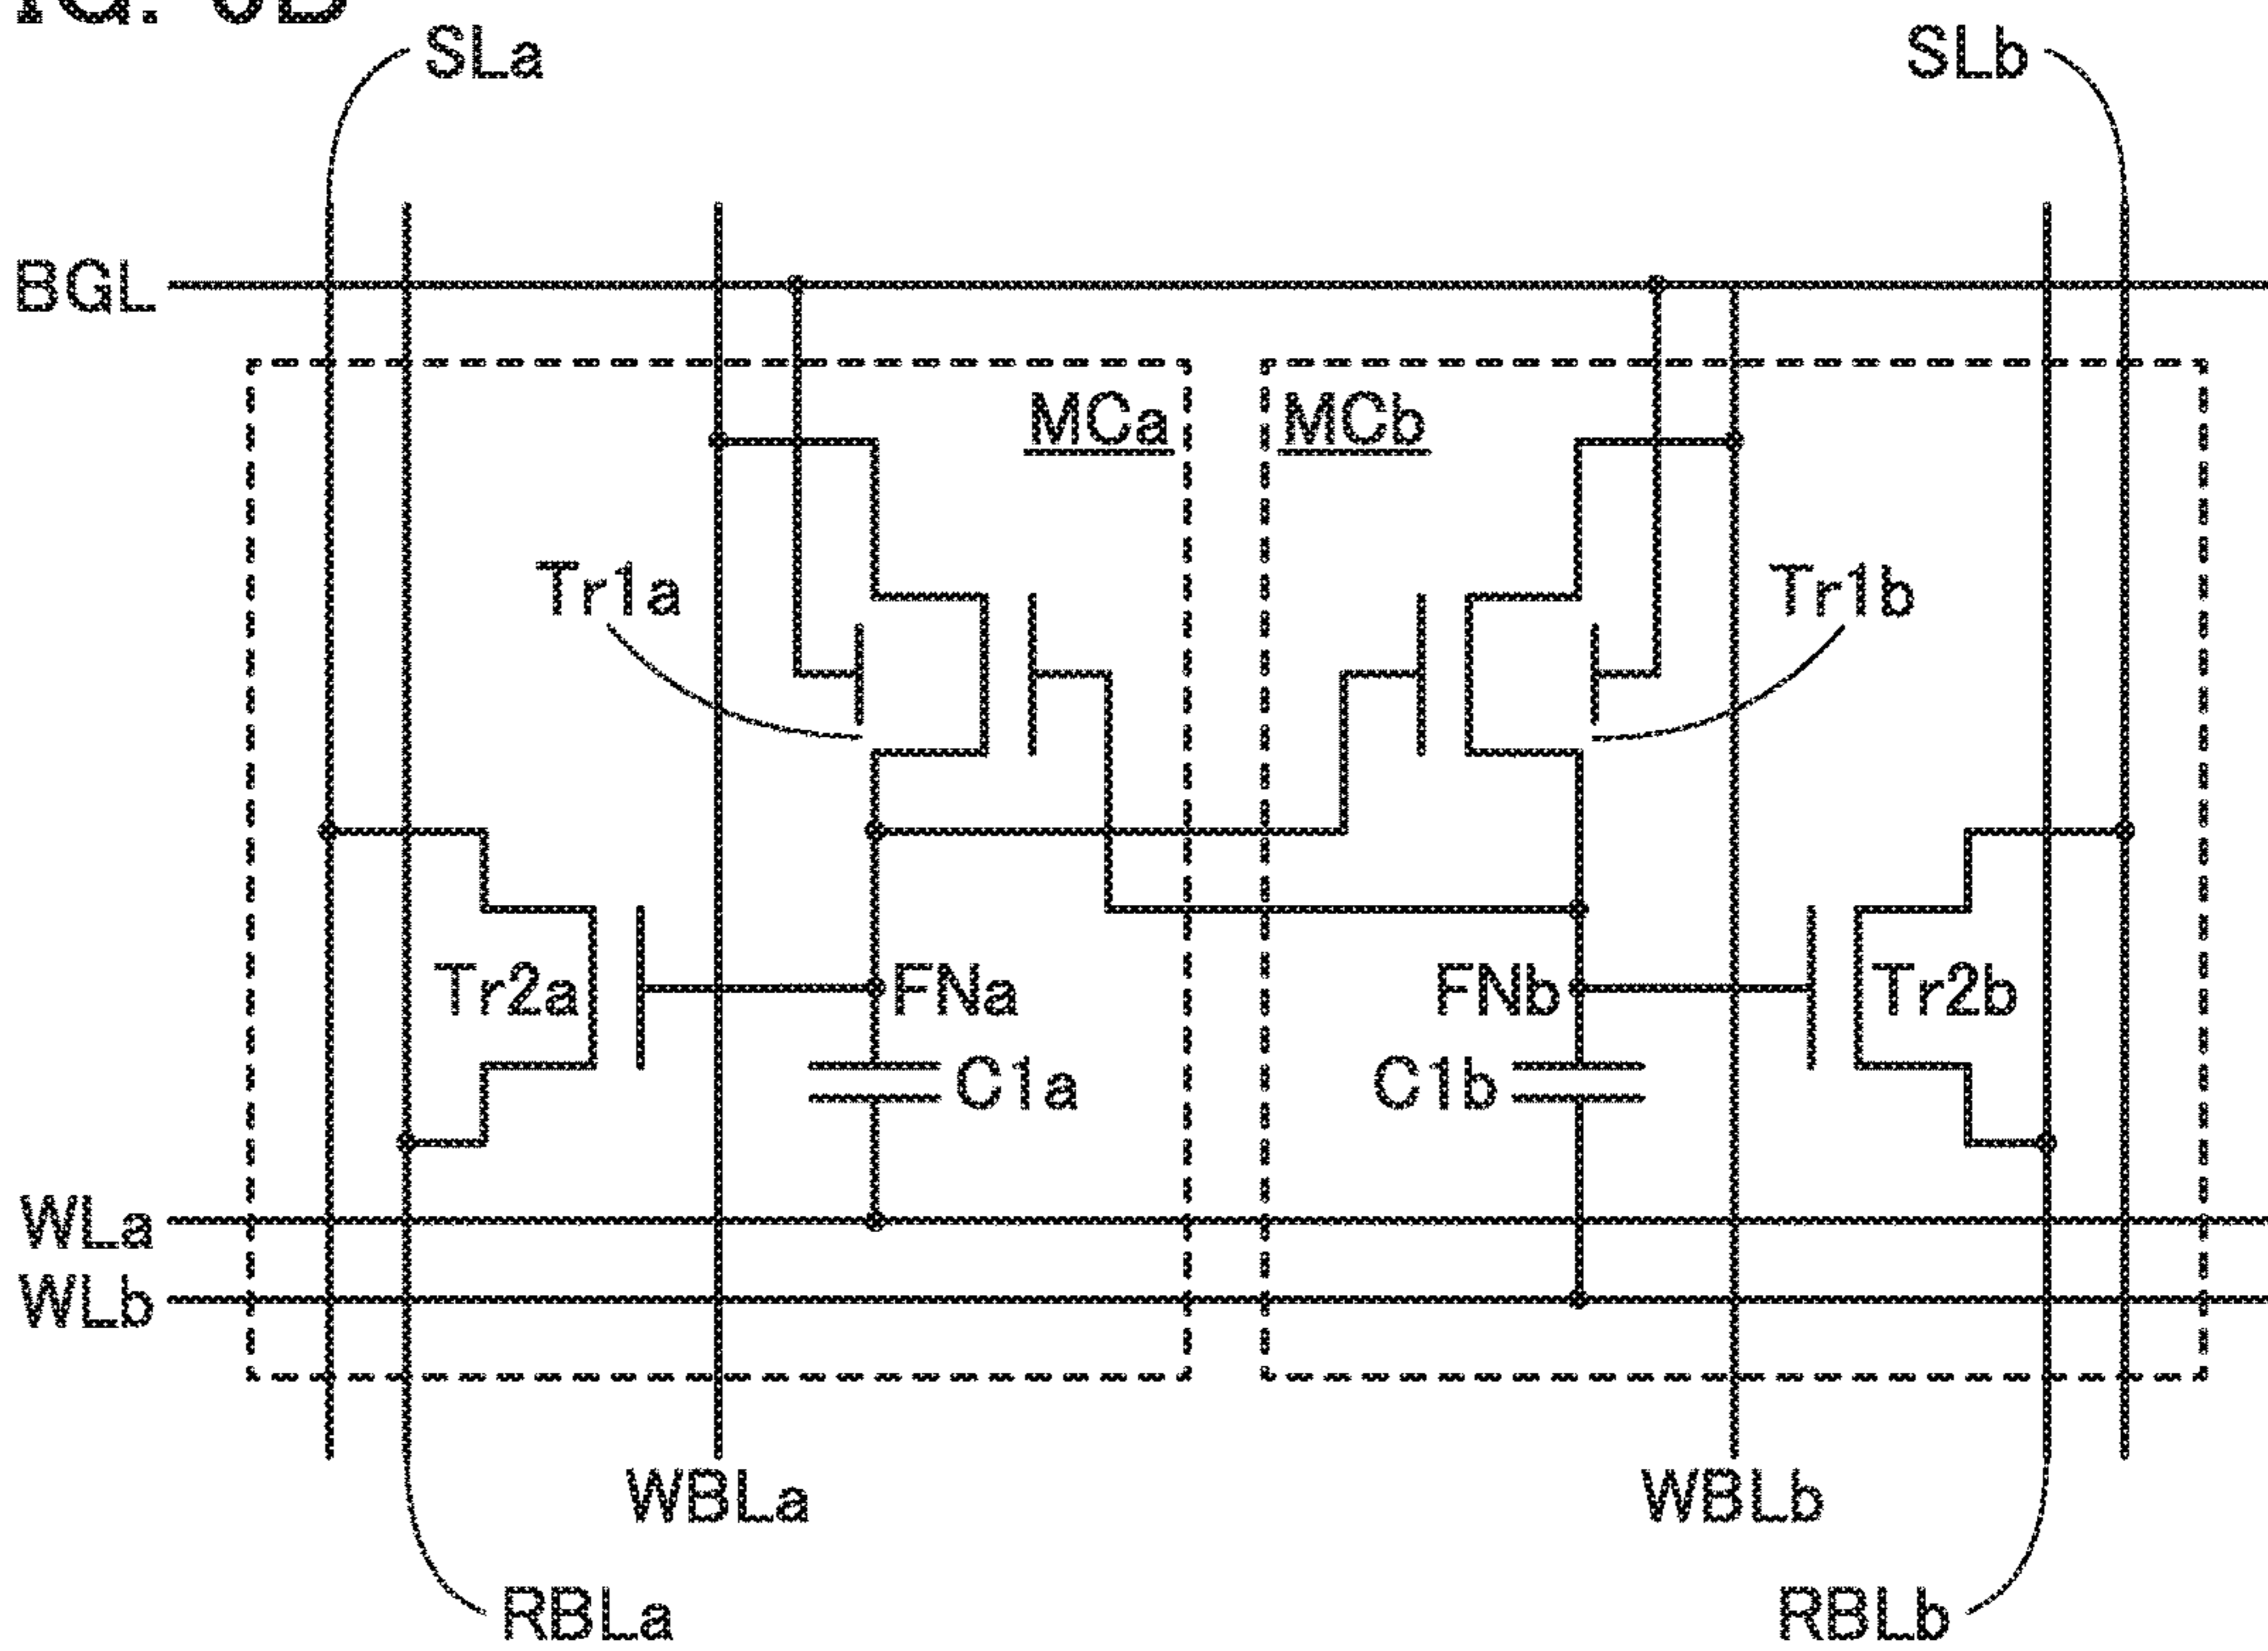 SLa SLb
BGL
MCa MCb
Tr1a Tr1b
Tr2a FNa FNb Tr2b
C1a C1b
WLa
WLb
WBLa WBLb
RBLa RBLb